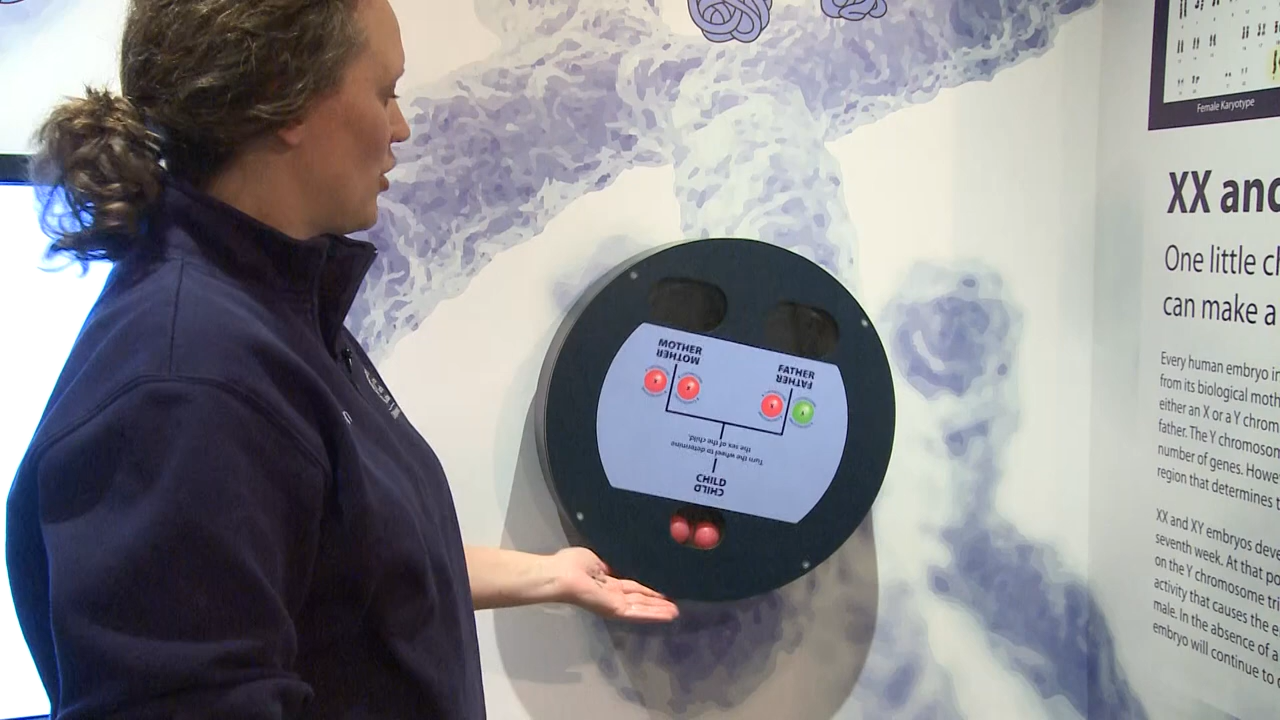 MOTHER
MOTHER
FATHER
FATHER
Turn the wheel to determine
the sex of the child.
CHILD
CHILD
Female Karyotype
XX and
One little ch
can make a
Every human embryo in
from its biological moth
either an X or a Y chrom
father. The Y chromosom
number of genes. Howe
region that determines t
XX and XY embryos deve
seventh week. At that po
on the Y chromosome tri
activity that causes the e
male. In the absence of a
embryo will continue to d